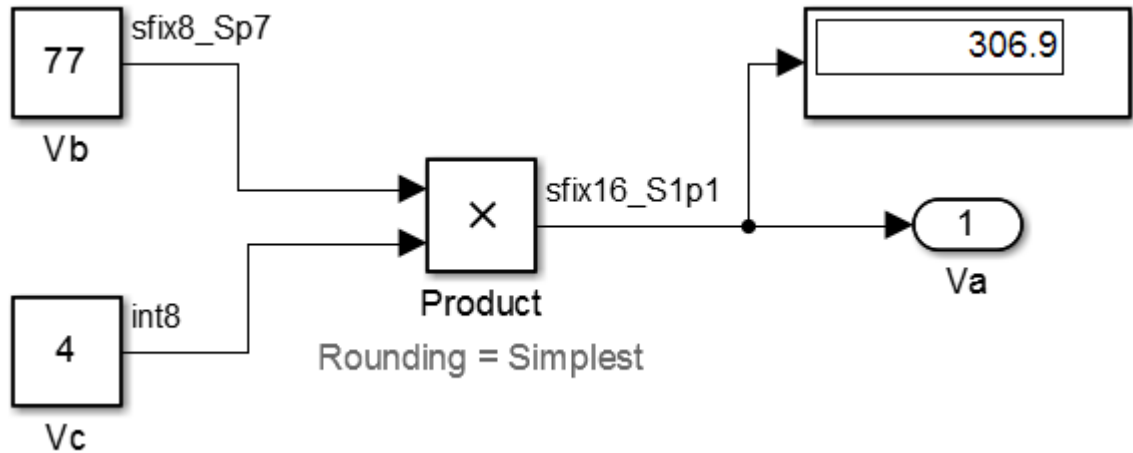 sfix8_Sp7
77
Vb
306.9
×
sfix16_S1p1
Product
1
Va
int8
4
Vc
Rounding = Simplest